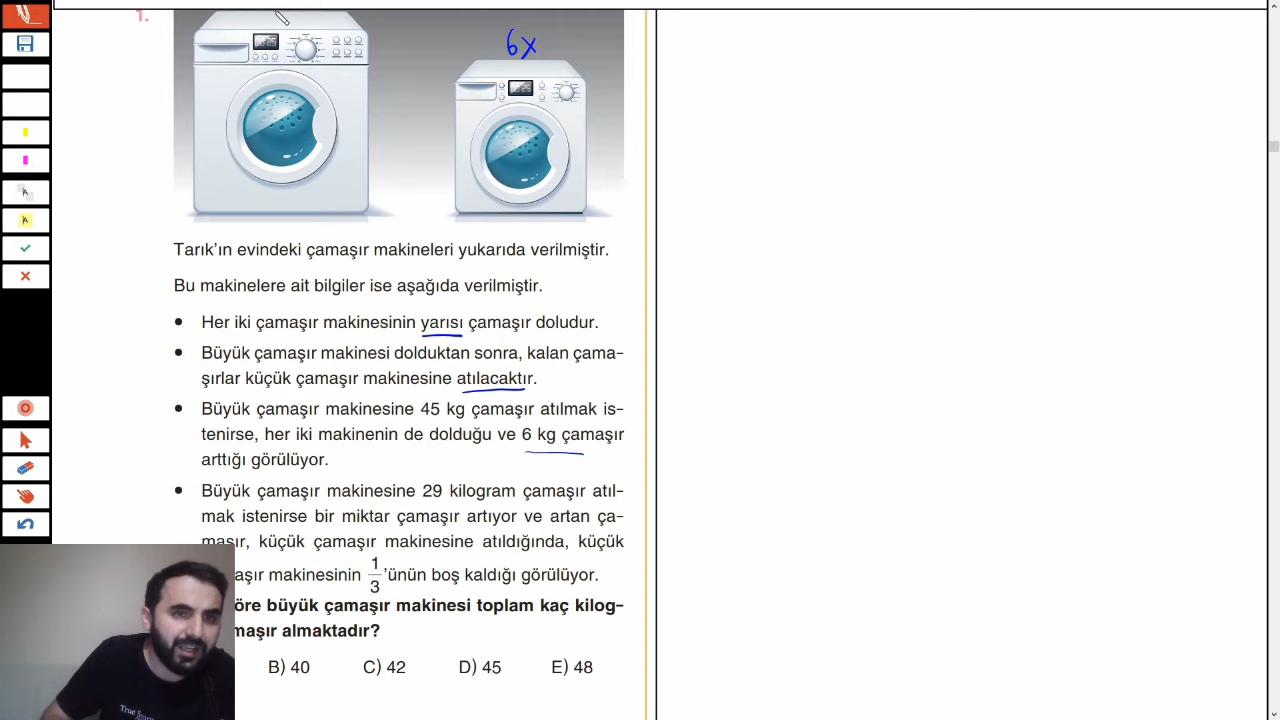 1.
6x
Tarık'ın evindeki çamaşır makineleri yukarıda verilmiştir.
Bu makinelere ait bilgiler ise aşağıda verilmiştir.
• Her iki çamaşır makinesinin yarısı çamaşır doludur.
• Büyük çamaşır makinesi dolduktan sonra, kalan çama-
şırlar küçük çamaşır makinesine atılacaktır.
• Büyük çamaşır makinesine 45 kg çamaşır atılmak is-
tenirse, her iki makinenin de dolduğu ve 6 kg çamaşır
arttığı görülüyor.
• Büyük çamaşır makinesine 29 kilogram çamaşır atıl-
mak istenirse bir miktar çamaşır artıyor ve artan ça-
maşır, küçük çamaşır makinesine atıldığında, küçük
aşır makinesinin 1/3'ünün boş kaldığı görülüyor.
öre büyük çamaşır makinesi toplam kaç kilog-
maşır almaktadır?
B) 40 C) 42 D) 45 E) 48